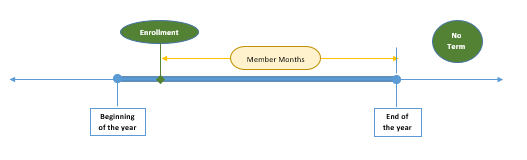 Enrollment
No
Term
Member Months
Beginning
of the year
End of
the year